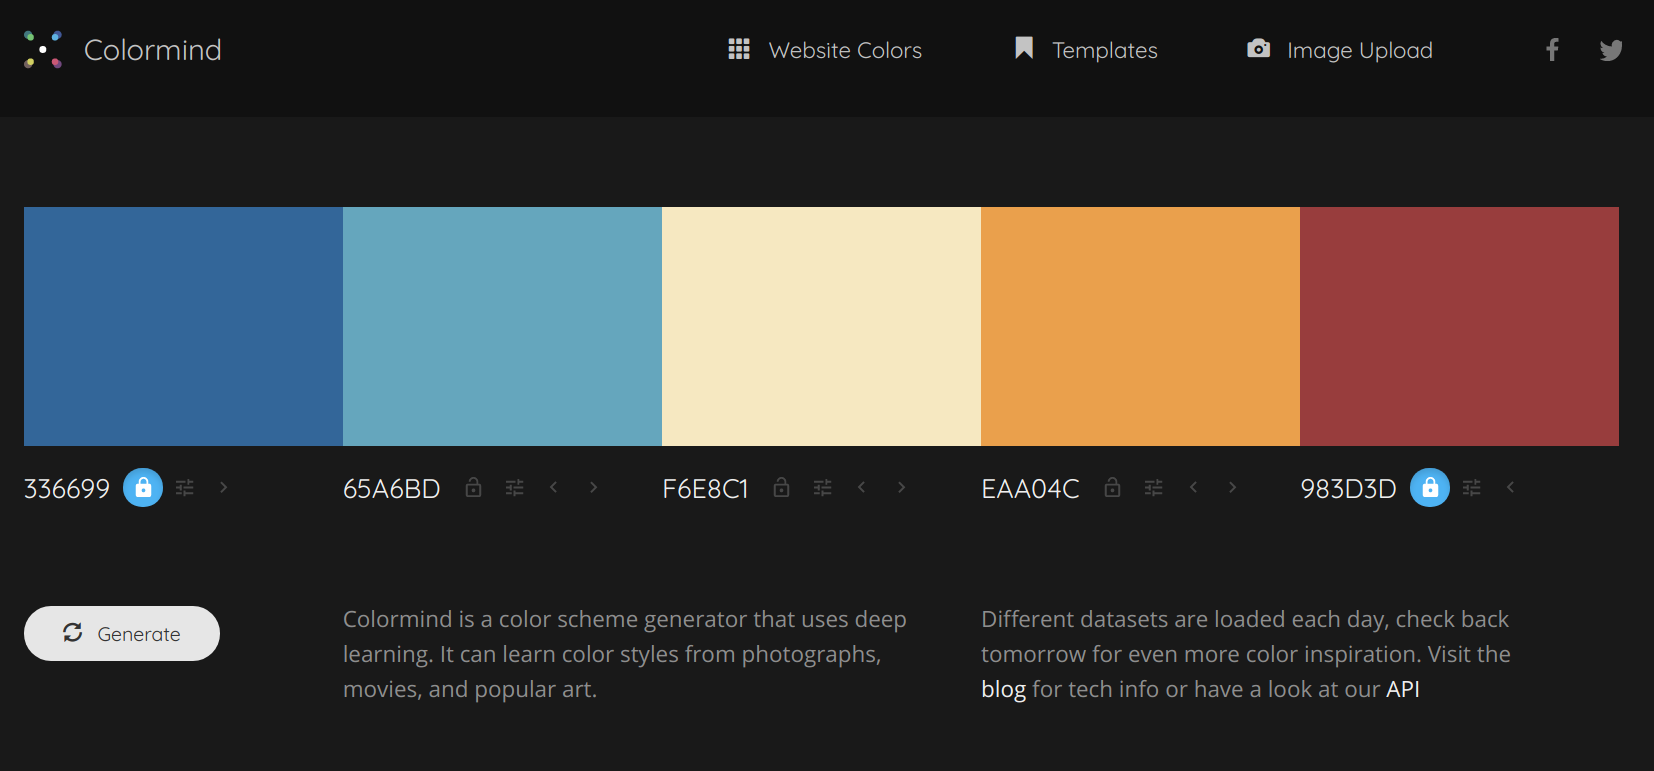 Colormind
Website Colors
Templates
Image Upload
336699
65A6BD
F6E8C1
EAA04C
983D3D
Generate
Colormind is a color scheme generator that uses deep
learning. It can learn color styles from photographs,
movies, and popular art.
Different datasets are loaded each day, check back
tomorrow for even more color inspiration. Visit the
blog for tech info or have a look at our API